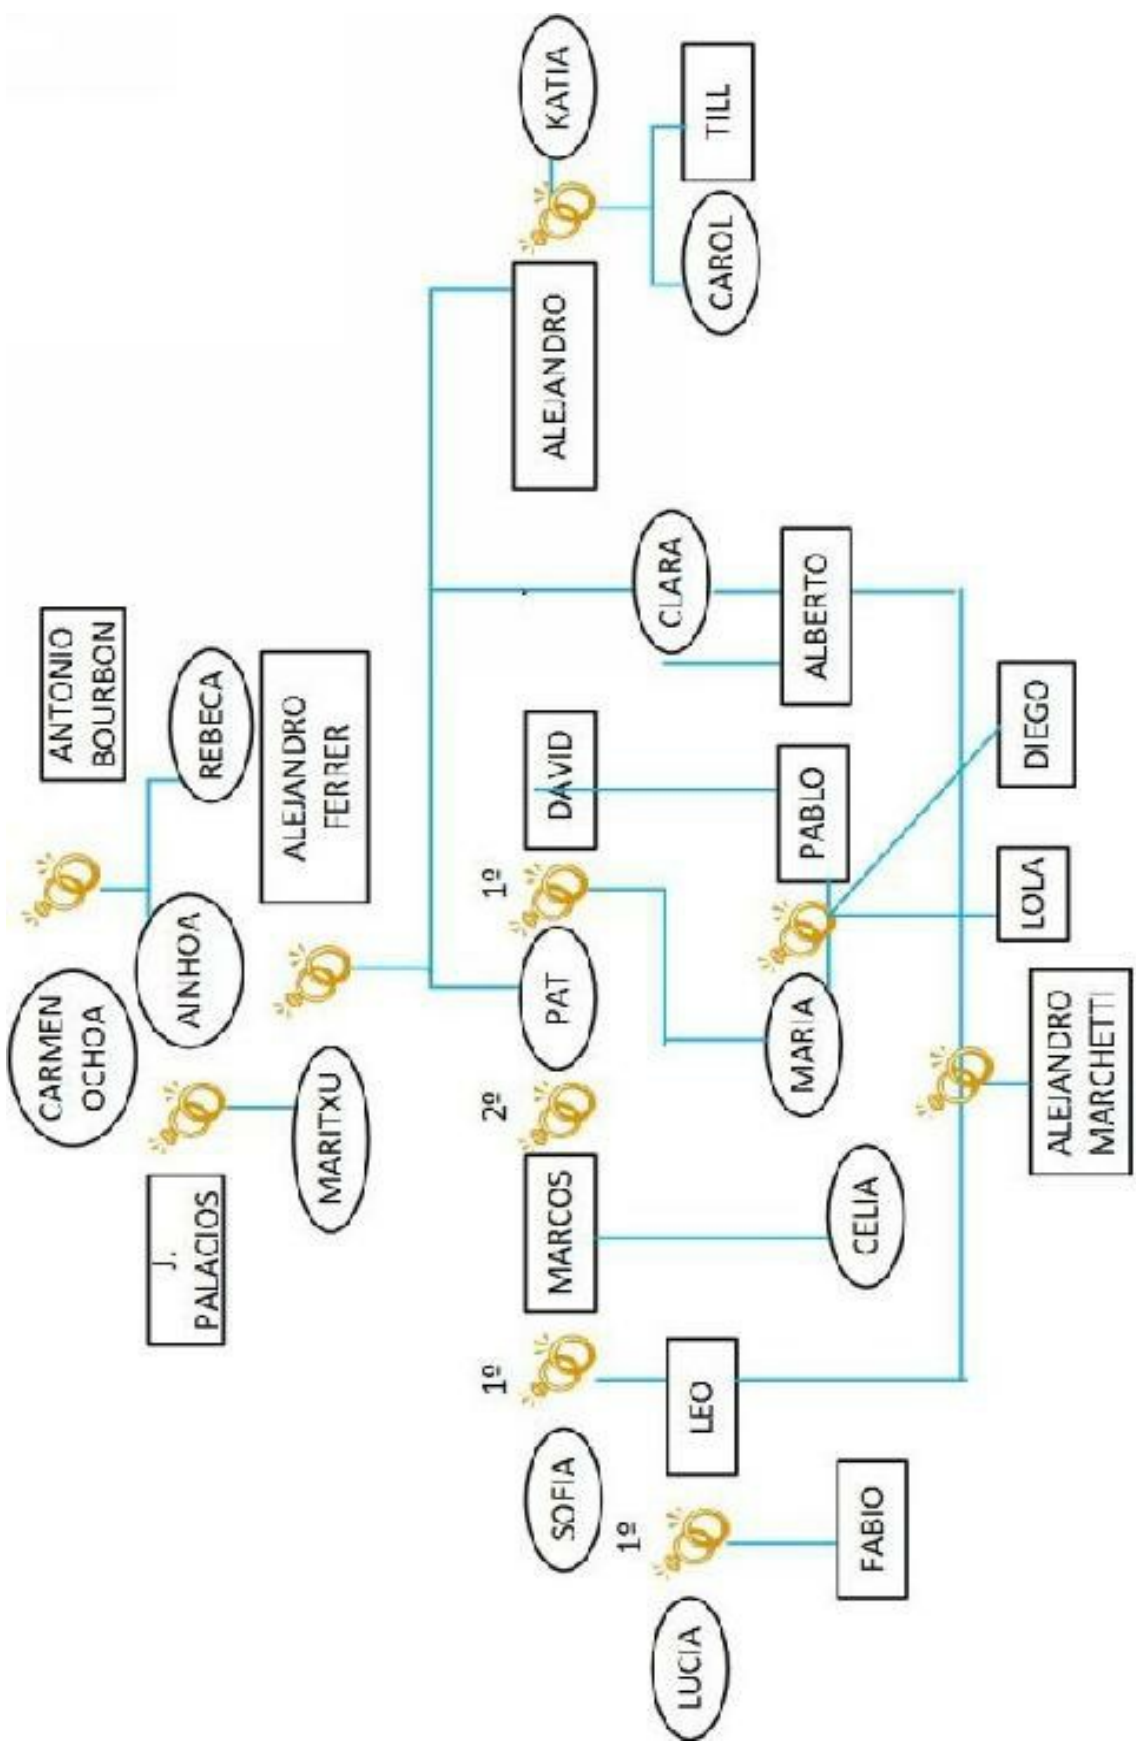 CARMEN
OCHOA
ANTONIO
BOURBON
J.
PALACIOS
AINHOA
REBECA
MARITXU
ALEJANDRO
FERRER
1º
2º
1º
SOFIA
MARCOS
PAT
DAVID
ALEJANDRO
KATIA
1º
LUCIA
LEO
CLARA
CAROL
TILL
FABIO
CELIA
MARIA
PABLO
ALBERTO
ALEJANDRO
MARCHETTI
LOLA
DIEGO